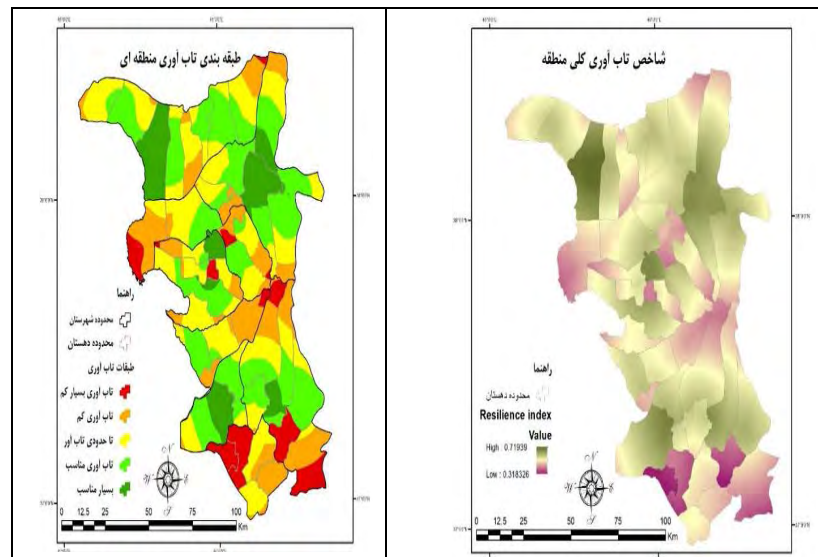 طبقه بندی تاب آوری منطقه ای
راهنما
محدوده شهرستان
محدوده دهستان
طبقات تاب آوری
تاب آوری بسیار کم
تاب آوری کم
تا حدودی تاب آور
تاب آوری مناسب
بسیار مناسب
N
W
E
S
0 12.5 25 50 75 100
Km
شاخص تاب آوری کلی منطقه
راهنما
محدوده دهستان
Resilience index
Value
High : 0.71939
Low : 0.318326
N
W
E
S
0 12.5 25 50 75 100
Km